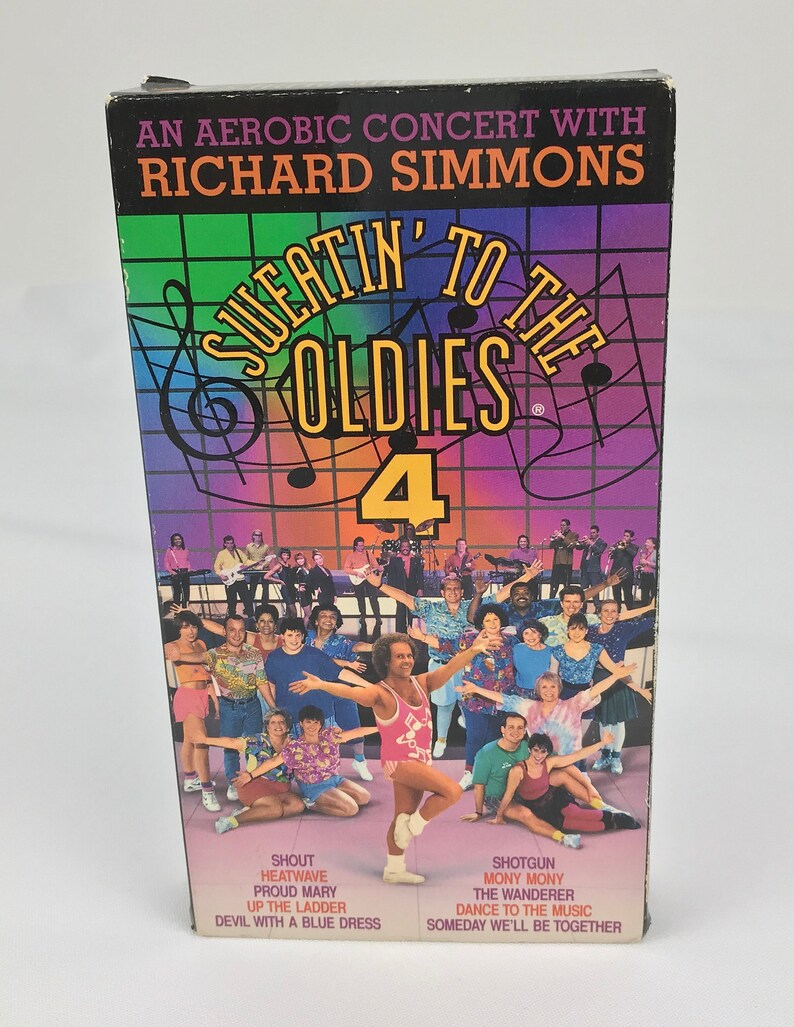 AN AEROBIC CONCERT WITH
RICHARD SIMMONS
SWEATIN' TO THE
OLDIES ®
4
SHOUT
HEATWAVE
PROUD MARY
UP THE LADDER
DEVIL WITH A BLUE DRESS
SHOTGUN
MONY MONY
THE WANDERER
DANCE TO THE MUSIC
SOMEDAY WE'LL BE TOGETHER